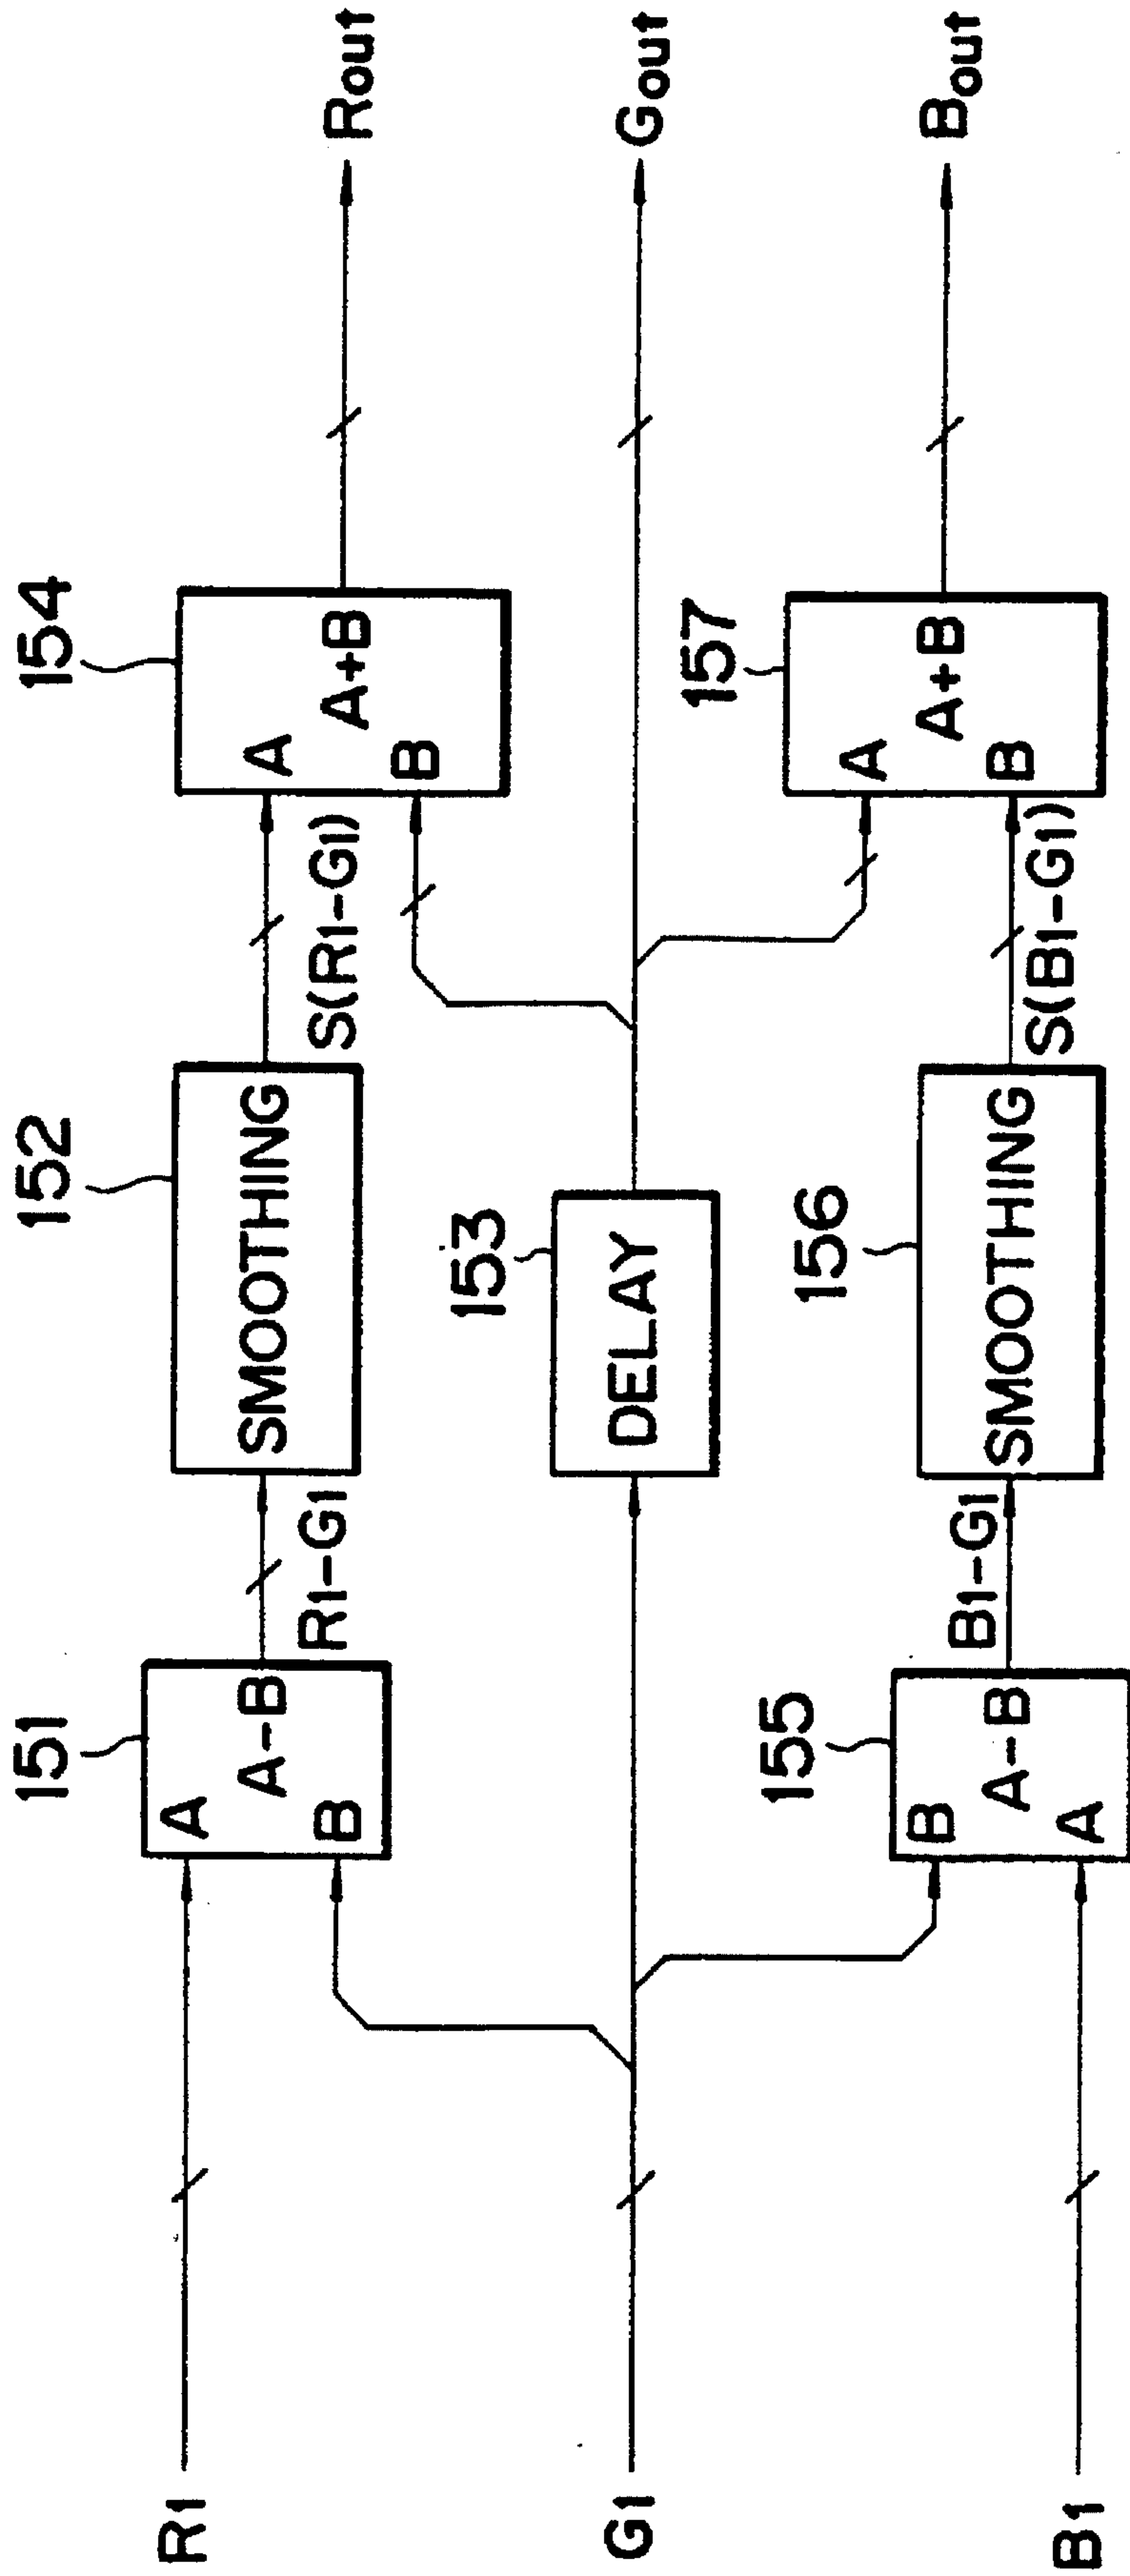 151
152
154
R1
A
A-B
B
R1-G1
SMOOTHING
S(R1-G1)
A
A+B
B
Rout
G1
153
DELAY
Gout
155
156
157
B1
B
A-B
A
B1-G1
SMOOTHING
S(B1-G1)
A
A+B
B
Bout